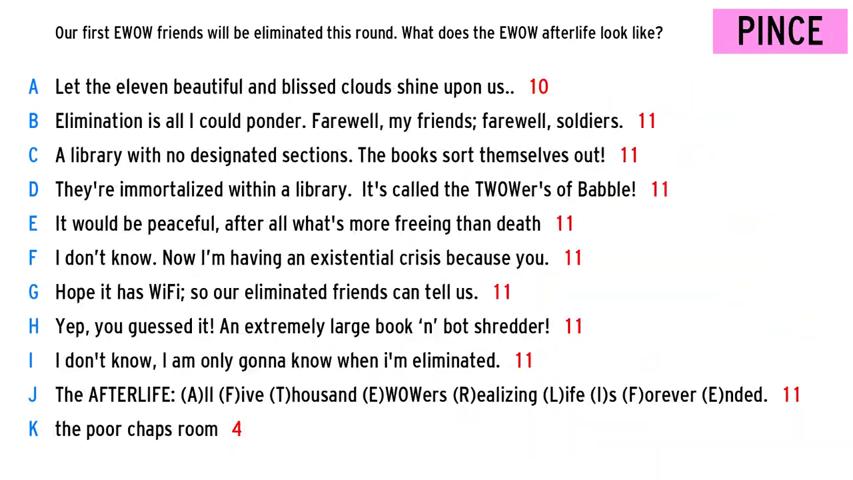 Our first EWOW friends will be eliminated this round. What does the EWOW afterlife look like?
PINCE
A Let the eleven beautiful and blissed clouds shine upon us.. 10
B Elimination is all I could ponder. Farewell, my friends; farewell, soldiers. 11
C A library with no designated sections. The books sort themselves out! 11
D They're immortalized within a library. It's called the TWOWer's of Babble! 11
E It would be peaceful, after all what's more freeing than death 11
F I don’t know. Now I’m having an existential crisis because you. 11
G Hope it has WiFi; so our eliminated friends can tell us. 11
H Yep, you guessed it! An extremely large book ‘n’ bot shredder! 11
I I don't know, I am only gonna know when i'm eliminated. 11
J The AFTERLIFE: (A)ll (F)ive (T)housand (E)WOWers (R)ealizing (L)ife (I)s (F)orever (E)nded. 11
K the poor chaps room 4